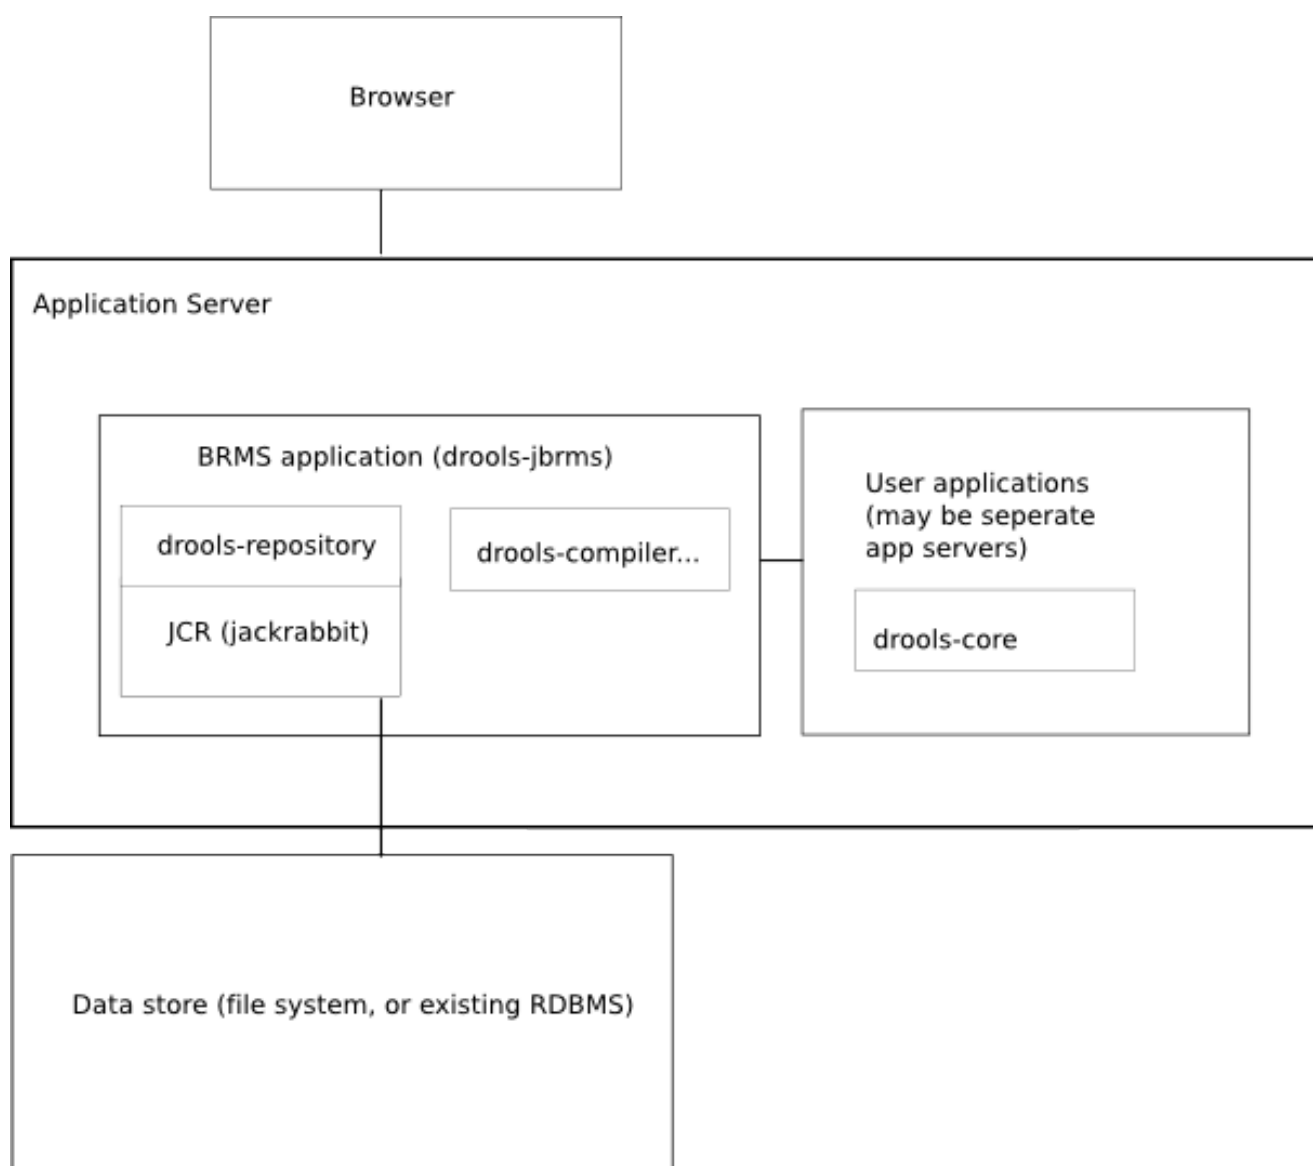 Browser
Application Server
BRMS application (drools-jbrms)
drools-repository
drools-compiler...
JCR (jackrabbit)
User applications
(may be seperate
app servers)
drools-core
Data store (file system, or existing RDBMS)